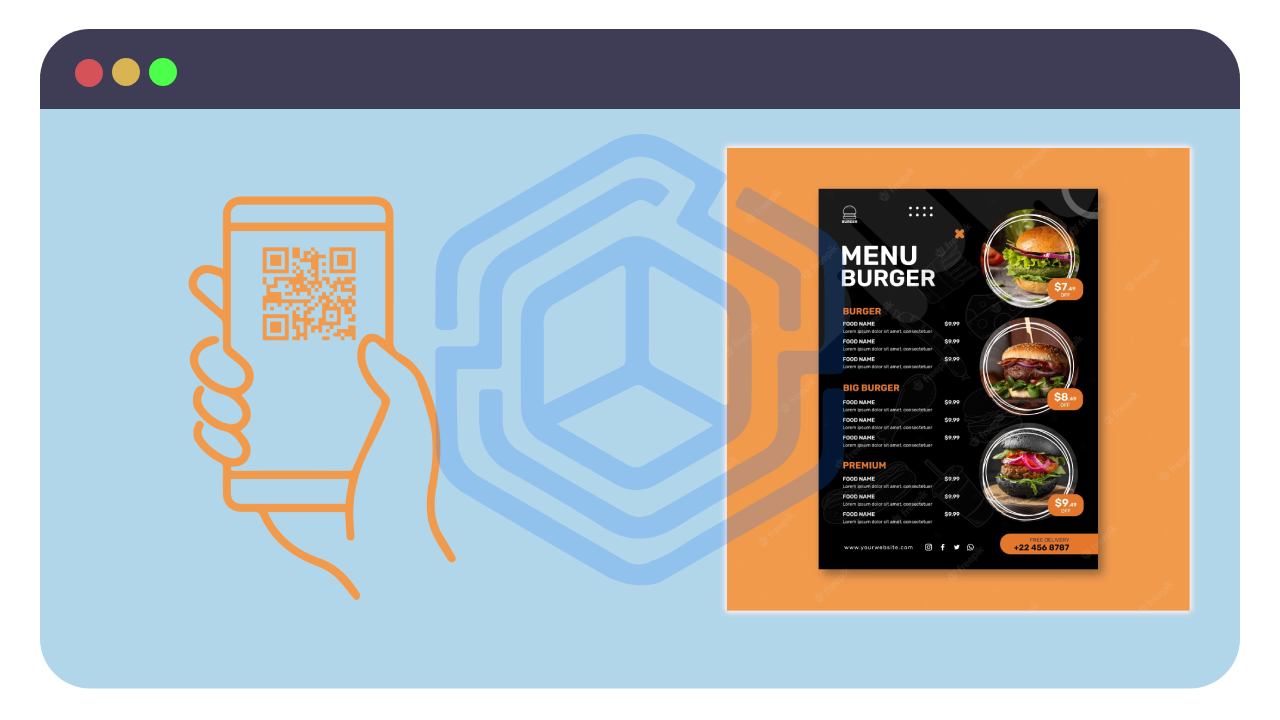 BURGER
MENU
BURGER
BURGER
FOOD NAME $9.99
Lorem ipsum dolor sit amet, consectetuer
FOOD NAME $9.99
Lorem ipsum dolor sit amet, consectetuer
FOOD NAME $9.99
Lorem ipsum dolor sit amet, consectetuer
BIG BURGER
FOOD NAME $9.99
Lorem ipsum dolor sit amet, consectetuer
FOOD NAME $9.99
Lorem ipsum dolor sit amet, consectetuer
FOOD NAME $9.99
Lorem ipsum dolor sit amet, consectetuer
PREMIUM
FOOD NAME $9.99
Lorem ipsum dolor sit amet, consectetuer
FOOD NAME $9.99
Lorem ipsum dolor sit amet, consectetuer
FOOD NAME $9.99
Lorem ipsum dolor sit amet, consectetuer
www.yourwebsite.com
$7.49
OFF
$8.49
OFF
$9.49
OFF
FREE DELIVERY
+22 456 8787